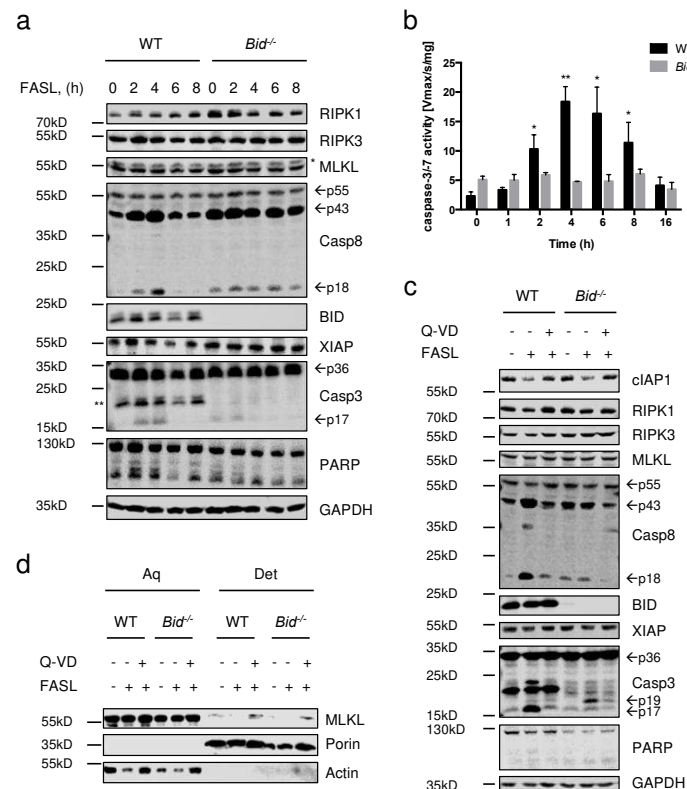 a
WT Bid-/-
FASL, (h) 0 2 4 6 8 0 2 4 6 8
70kD RIPK1
55kD RIPK3
55kD * MLKL
55kD ←p55
←p43
35kD Casp8
25kD
←p18
25kD BID
55kD XIAP
35kD ←p36
25kD Casp3
**
15kD ←p17
130kD PARP
35kD GAPDH
b
caspase-3/-7 activity [Vmax/s/mg]
25
20
15
10
5
0
* ** * *
0 1 2 4 6 8 16
Time (h)
W
Bi
c
WT Bid-/-
Q-VD - - + - - +
FASL - + + - + +
55kD cIAP1
70kD RIPK1
55kD RIPK3
55kD MLKL
55kD ←p55
←p43
35kD Casp8
25kD ←p18
25kD BID
55kD XIAP
35kD ←p36
25kD Casp3
←p19
15kD ←p17
130kD PARP
35kD GAPDH
d
Aq Det
WT Bid-/- WT Bid-/-
Q-VD - - + - - + - - + - - +
FASL - + + - + + - + + - + +
55kD MLKL
35kD Porin
55kD Actin